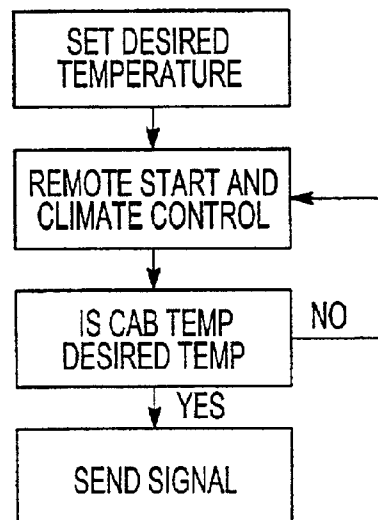 SET DESIRED
TEMPERATURE
REMOTE START AND
CLIMATE CONTROL
IS CAB TEMP
DESIRED TEMP
NO
YES
SEND SIGNAL